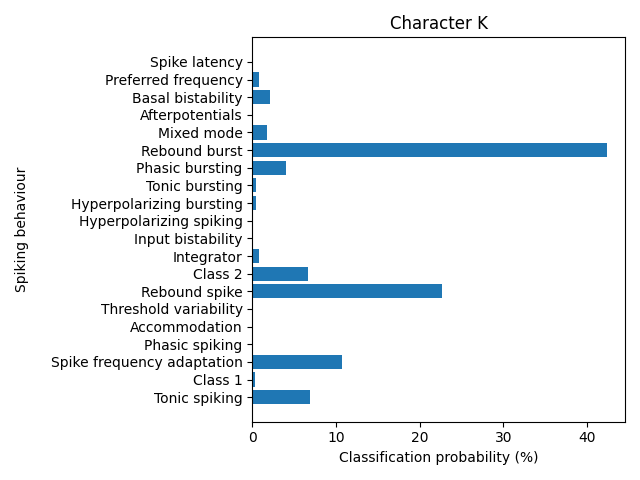 Character K
Spike latency
Preferred frequency
Basal bistability
Afterpotentials
Mixed mode
Rebound burst
Phasic bursting
Tonic bursting
Hyperpolarizing bursting
Hyperpolarizing spiking
Input bistability
Integrator
Class 2
Rebound spike
Threshold variability
Accommodation
Phasic spiking
Spike frequency adaptation
Class 1
Tonic spiking
Spiking behaviour
0 10 20 30 40
Classification probability (%)